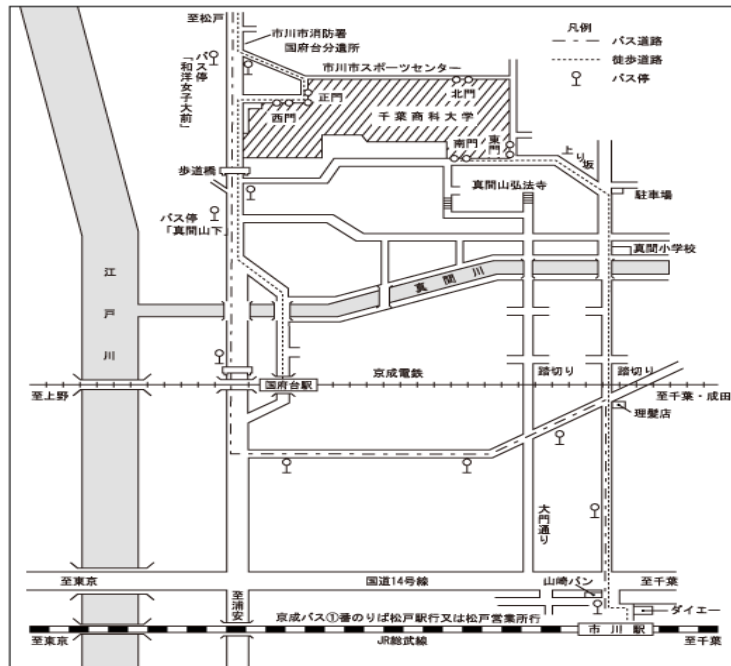 至松戸
市川市消防署
国府台分遣所
凡例
バス道路
徒歩道路
バス停
バス停
「和洋女子大前」
市川市スポーツセンター
正門
北門
西門
千葉商科大学
南門
東門
上り坂
歩道橋
真間山弘法寺
駐車場
バス停
「真間山下」
真間小学校
江戸川
真間川
京成電鉄
踏切り
踏切り
国府台駅
至上野
至千葉・成田
理髪店
大門通り
至東京
国道14号線
山崎パン
至千葉
至浦安
ダイエー
京成バス①番のりば松戸駅行又は松戸営業所行
市川駅
至東京
JR総武線
至千葉